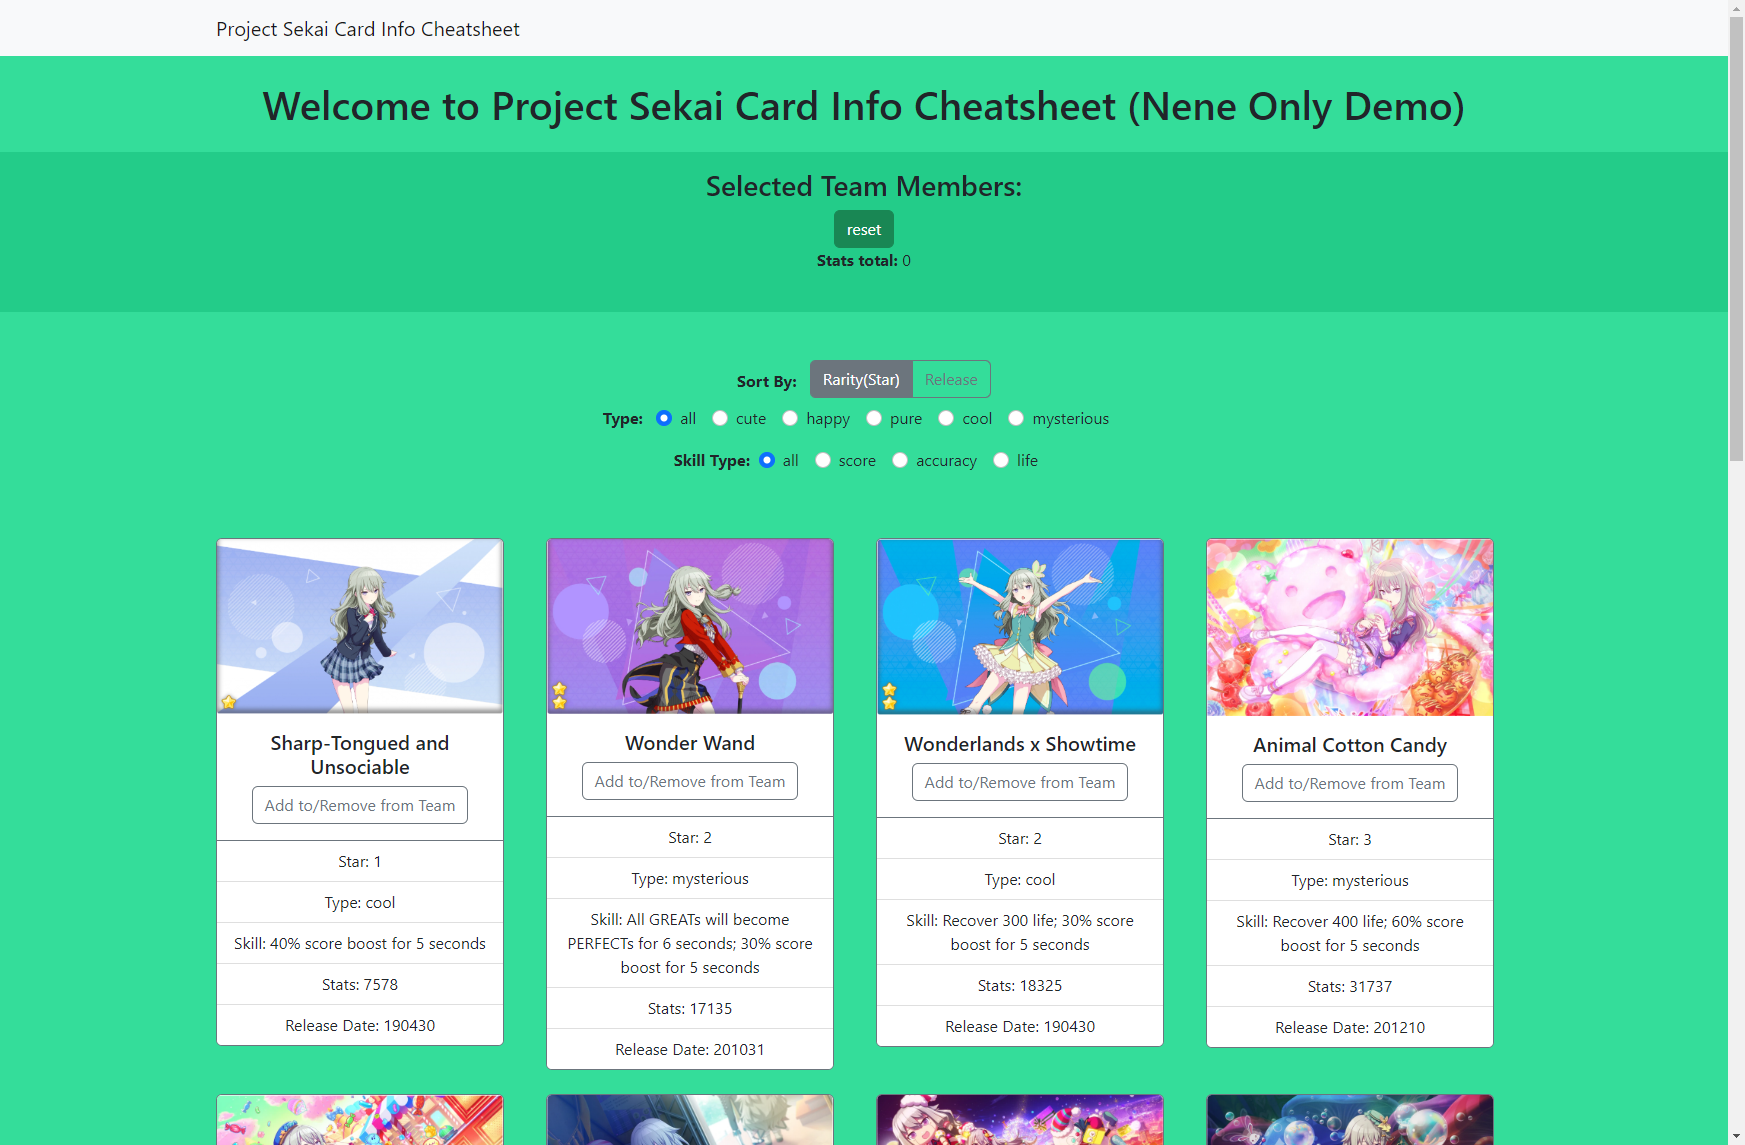 Project Sekai Card Info Cheatsheet
Welcome to Project Sekai Card Info Cheatsheet (Nene Only Demo)
Selected Team Members:
reset
Stats total: 0
Sort By: Rarity(Star) Release
Type: all cute happy pure cool mysterious
Skill Type: all score accuracy life
Sharp-Tongued and
Unsociable
Add to/Remove from Team
Star: 1
Type: cool
Skill: 40% score boost for 5 seconds
Stats: 7578
Release Date: 190430
Wonder Wand
Add to/Remove from Team
Star: 2
Type: mysterious
Skill: All GREATs will become
PERFECTs for 6 seconds; 30% score
boost for 5 seconds
Stats: 17135
Release Date: 201031
Wonderlands x Showtime
Add to/Remove from Team
Star: 2
Type: cool
Skill: Recover 300 life; 30% score
boost for 5 seconds
Stats: 18325
Release Date: 190430
Animal Cotton Candy
Add to/Remove from Team
Star: 3
Type: mysterious
Skill: Recover 400 life; 60% score
boost for 5 seconds
Stats: 31737
Release Date: 201210